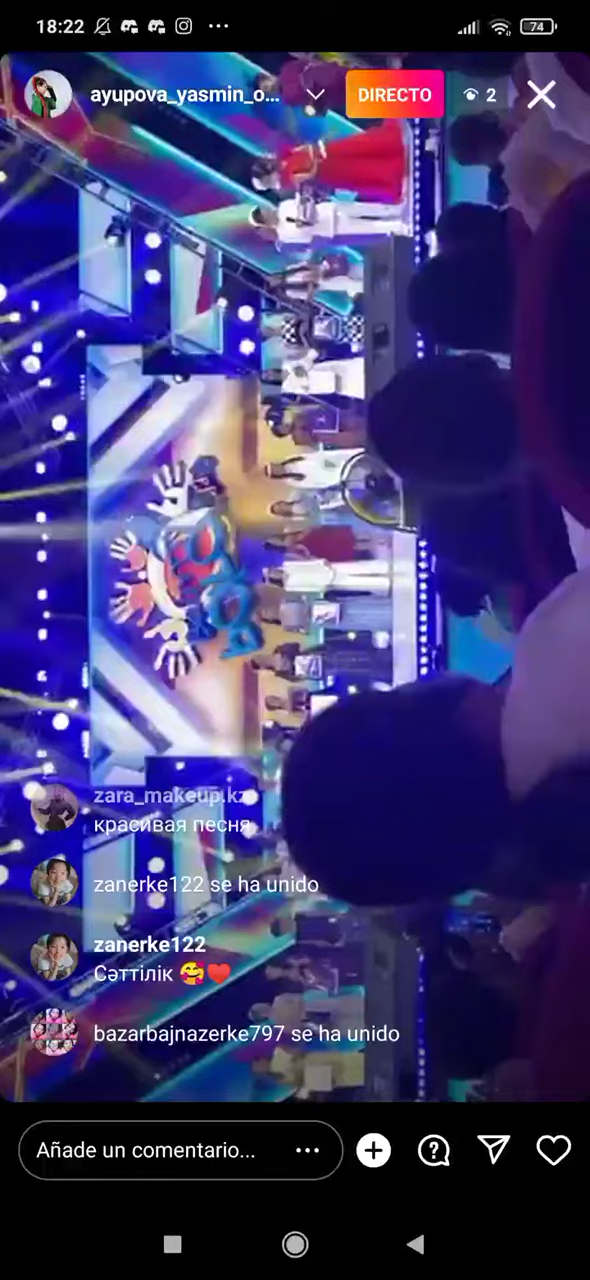 18:22
74
ayupova_yasmin_o...
DIRECTO
2
zara_makeup.kz
красивая песня
zanerke122 se ha unido
zanerke122
Сәттілік 🥰❤️
bazarbajnazerke797 se ha unido
Añade un comentario...